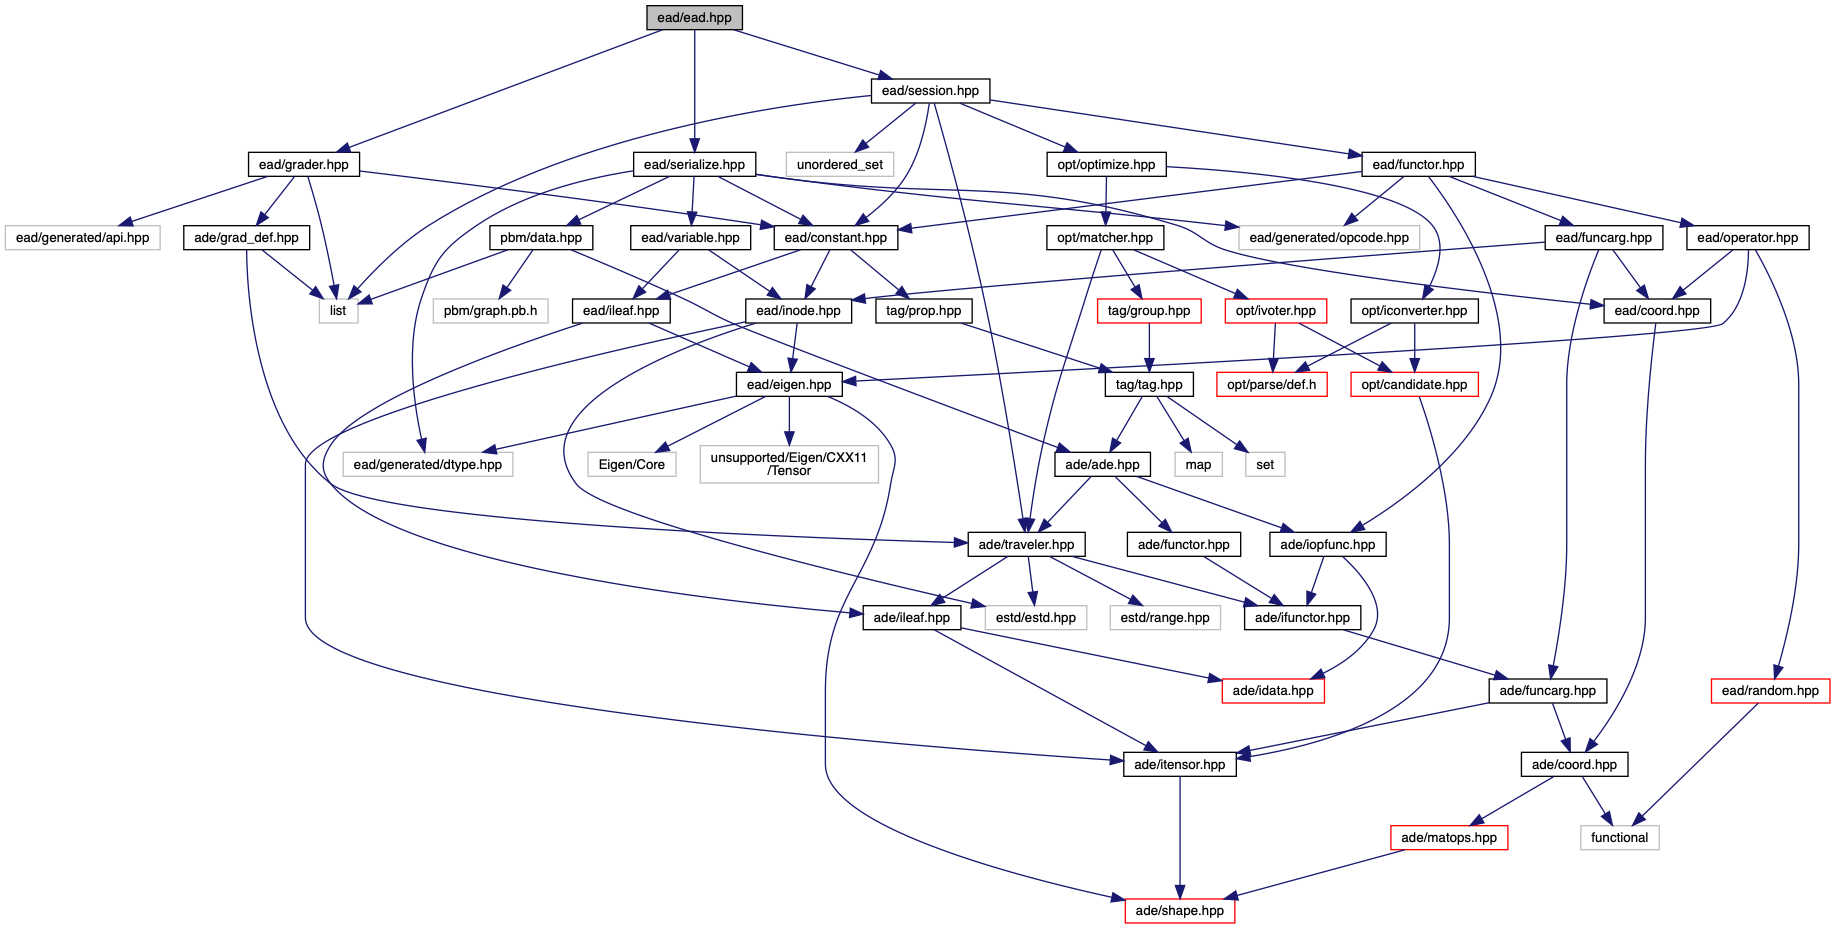 ead/ead.hpp
ead/session.hpp
ead/grader.hpp
ead/serialize.hpp
unordered_set
opt/optimize.hpp
ead/functor.hpp
ead/generated/api.hpp
ade/grad_def.hpp
pbm/data.hpp
ead/variable.hpp
ead/constant.hpp
opt/matcher.hpp
ead/generated/opcode.hpp
ead/funcarg.hpp
ead/operator.hpp
list
pbm/graph.pb.h
ead/ileaf.hpp
ead/inode.hpp
tag/prop.hpp
tag/group.hpp
opt/ivoter.hpp
opt/iconverter.hpp
ead/coord.hpp
ead/eigen.hpp
tag/tag.hpp
opt/parse/def.h
opt/candidate.hpp
ead/generated/dtype.hpp
Eigen/Core
unsupported/Eigen/CXX11
/Tensor
ade/ade.hpp
map
set
ade/traveler.hpp
ade/functor.hpp
ade/iopfunc.hpp
ade/ileaf.hpp
estd/estd.hpp
estd/range.hpp
ade/ifunctor.hpp
ade/idata.hpp
ade/funcarg.hpp
ead/random.hpp
ade/itensor.hpp
ade/coord.hpp
ade/matops.hpp
functional
ade/shape.hpp